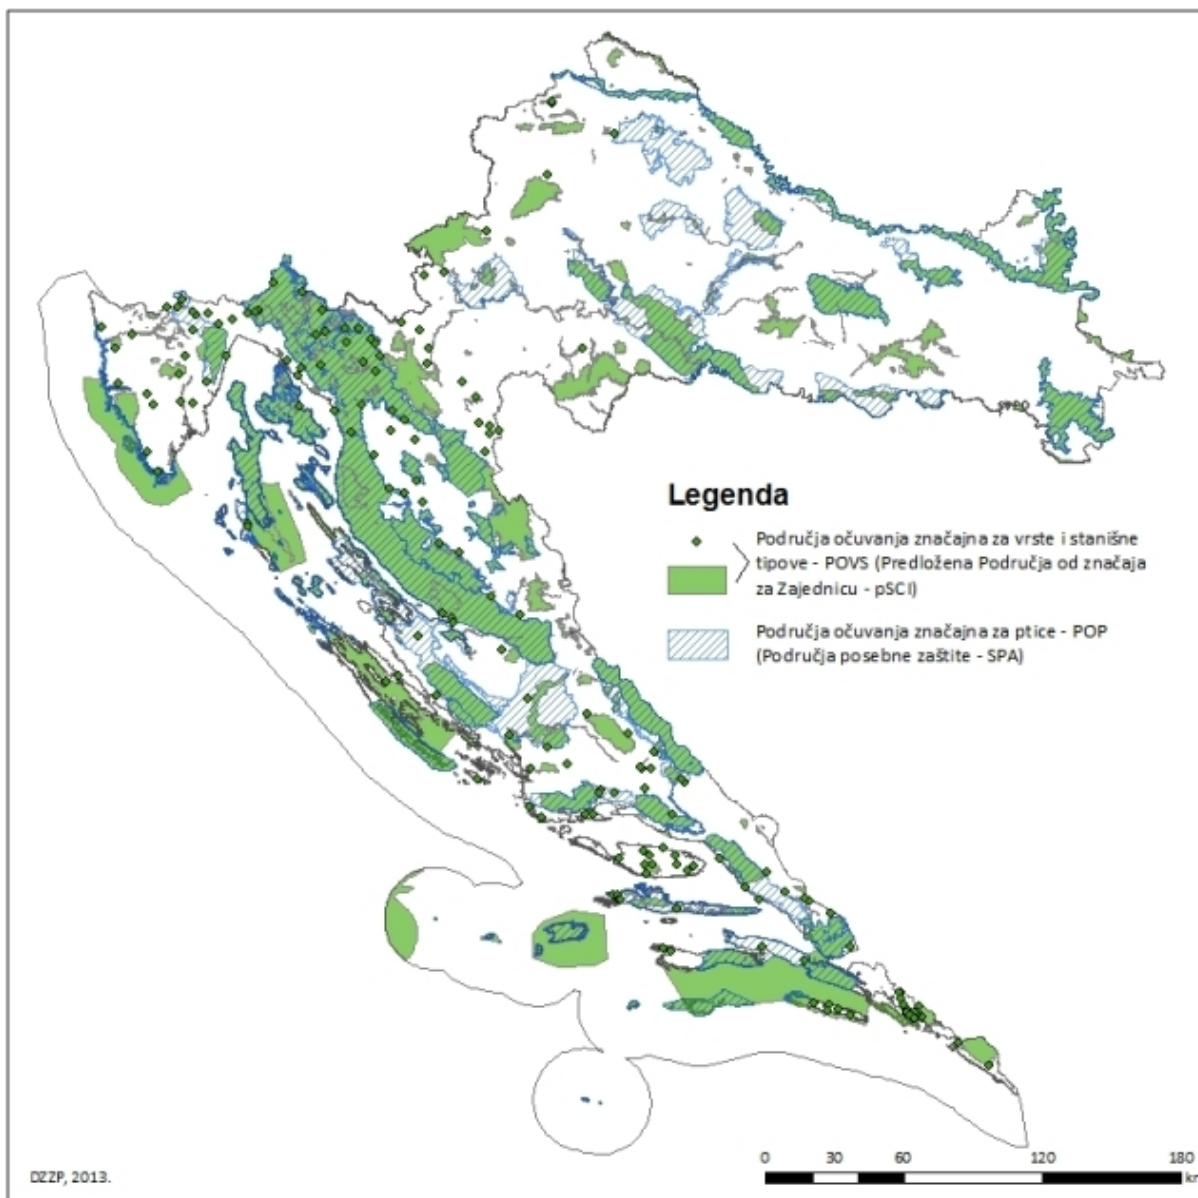 Legenda
Područja očuvanja značajna za vrste i stanišne
tipove - POVS (Predložena Područja od značaja
za Zajednicu - pSCI)
Područja očuvanja značajna za ptice - POP
(Područja posebne zaštite - SPA)
DZZP, 2013.
0 30 60 120 180
km